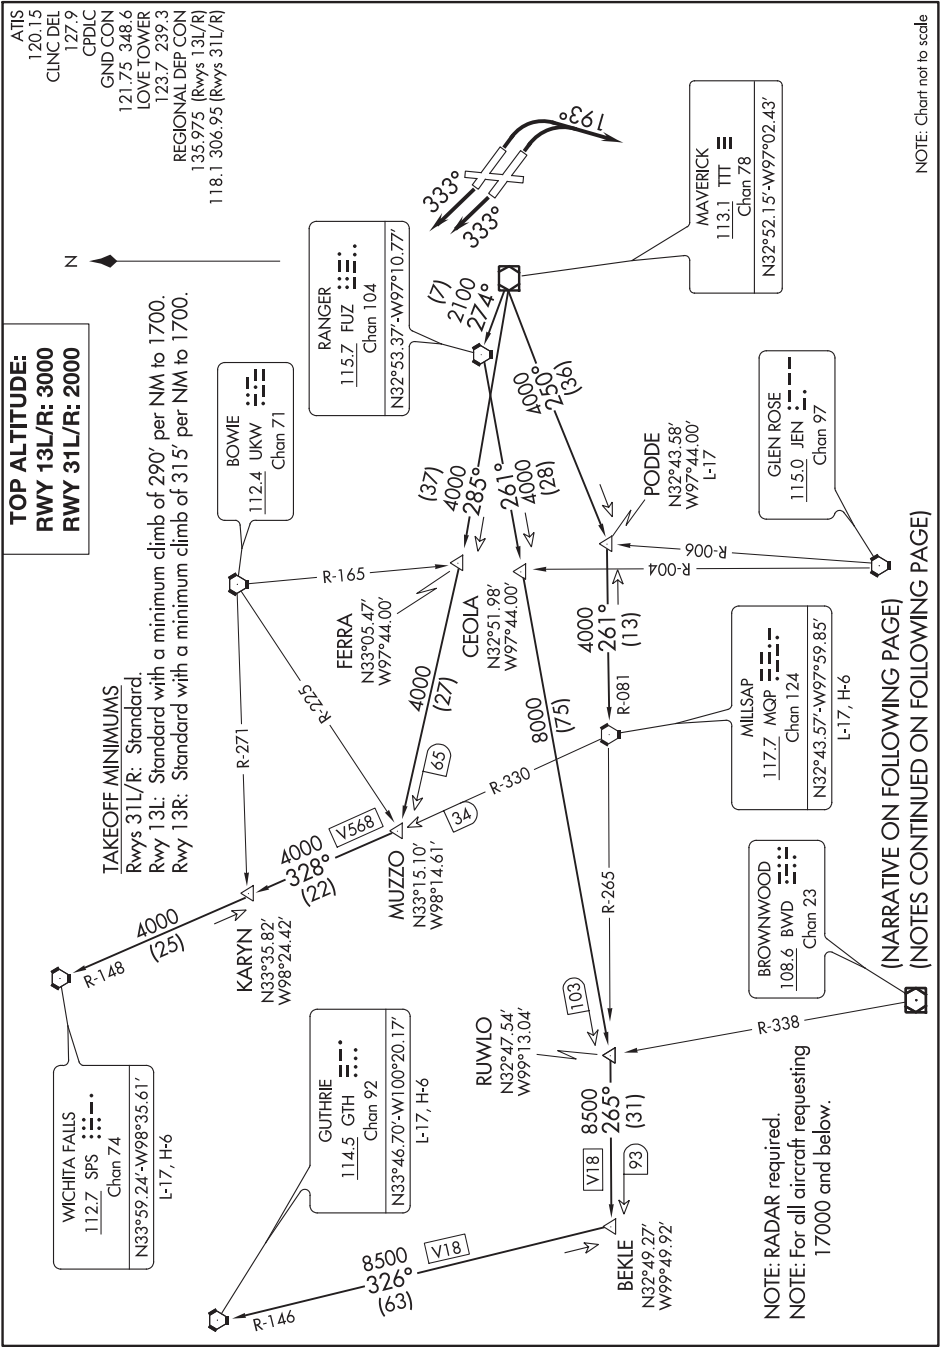 TOP ALTITUDE:
RWY 13L/R: 3000
RWY 31L/R: 2000
ATIS
120.15
CLNC DEL
127.9
CPDLC
GND CON
121.75 348.6
LOVE TOWER
123.7 239.3
REGIONAL DEP CON
135.975 (Rwys 13L/R)
118.1 306.95 (Rwys 31L/R)
N
TAKEOFF MINIMUMS
Rwys 31L/R: Standard.
Rwy 13L: Standard with a minimum climb of 290' per NM to 1700.
Rwy 13R: Standard with a minimum climb of 315' per NM to 1700.
WICHITA FALLS
112.7 SPS
Chan 74
N33°59.24'-W98°35.61'
L-17, H-6
R-148
4000
(25)
KARYN
N33°35.82'
W98°24.42'
R-271
4000
328°
(22)
V568
MUZZO
N33°15.10'
W98°14.61'
R-225
65
34
R-330
4000
(27)
BOWIE
112.4 UKW
Chan 71
R-165
FERRA
N33°05.47'
W97°44.00'
(37)
4000
285°
RANGER
115.7 FUZ
Chan 104
N32°53.37'-W97°10.77'
(7)
2100
274°
333°
333°
193°
MAVERICK
113.1 TTT
Chan 78
N32°52.15'-W97°02.43'
261°
4000
(28)
CEOLA
N32°51.98'
W97°44.00'
4000
250°
(36)
PODDE
N32°43.58'
W97°44.00'
L-17
R-006
R-004
GLEN ROSE
115.0 JEN
Chan 97
4000
261°
(13)
R-081
MILLSAP
117.7 MQP
Chan 124
N32°43.57'-W97°59.85'
L-17, H-6
8000
(75)
R-265
103
RUWLO
N32°47.54'
W99°13.04'
R-338
BROWNWOOD
108.6 BWD
Chan 23
8500
265°
(31)
V18
93
BEKLE
N32°49.27'
W99°49.92'
8500
326°
(63)
V18
R-146
GUTHRIE
114.5 GTH
Chan 92
N33°46.70'-W100°20.17'
L-17, H-6
NOTE: RADAR required.
NOTE: For all aircraft requesting
17000 and below.
(NARRATIVE ON FOLLOWING PAGE)
(NOTES CONTINUED ON FOLLOWING PAGE)
NOTE: Chart not to scale